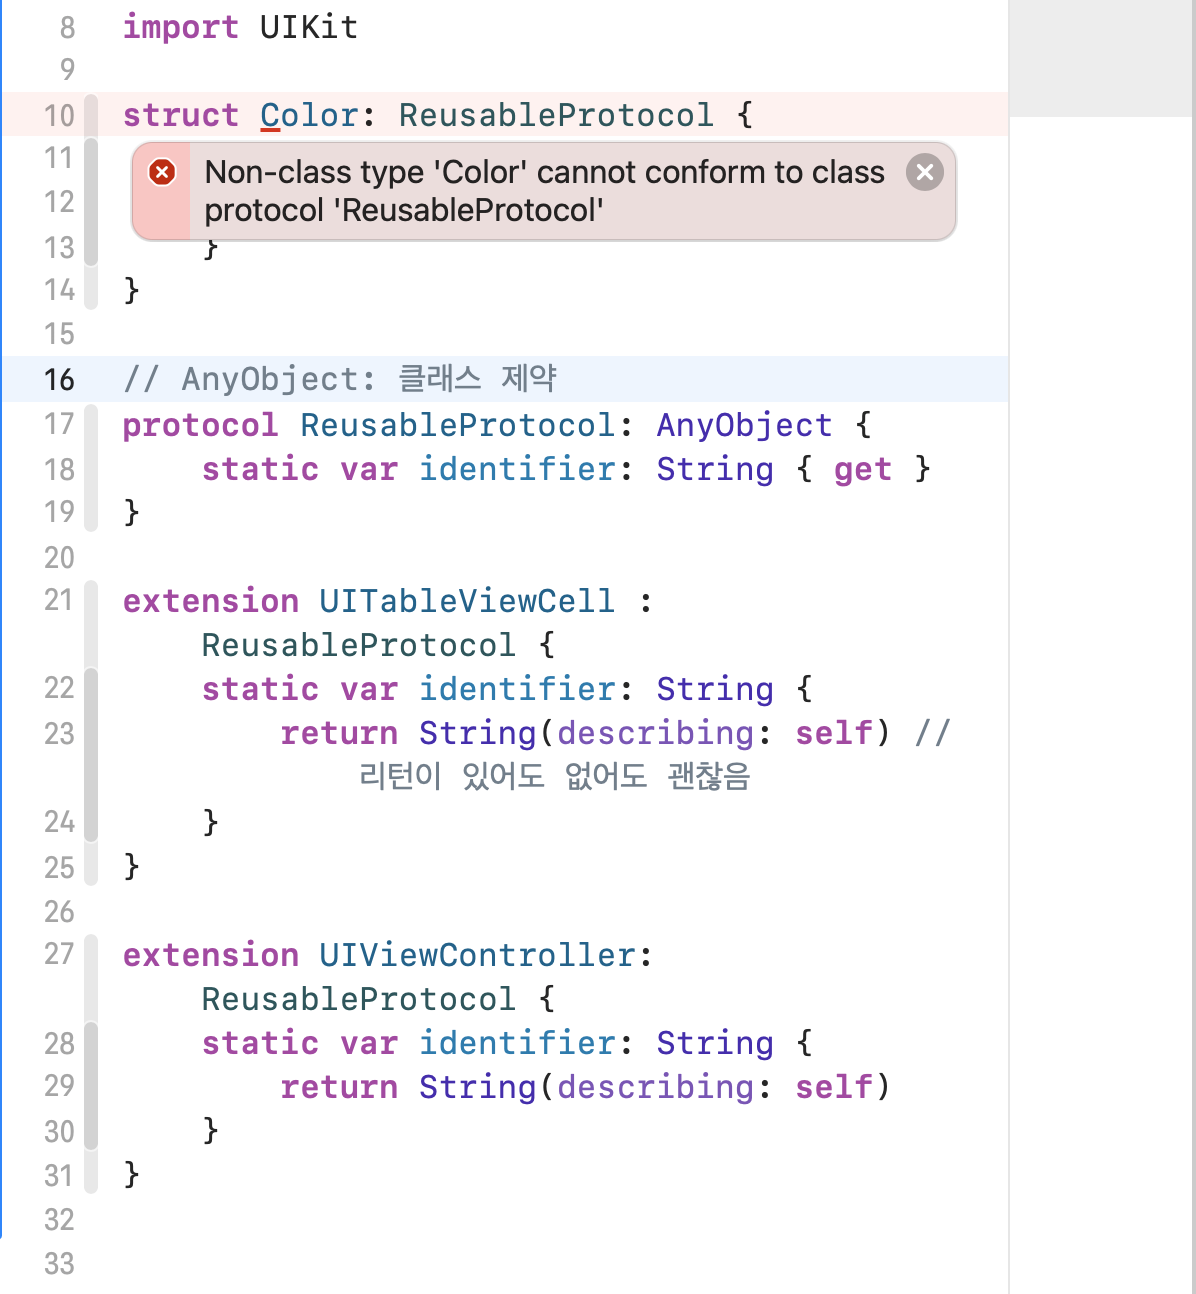 8 import UIKit
9
10 struct Color: ReusableProtocol {
11
Non-class type 'Color' cannot conform to class
12
protocol 'ReusableProtocol'
13 }
14 }
15
16 // AnyObject: 클래스 제약
17 protocol ReusableProtocol: AnyObject {
18 static var identifier: String { get }
19 }
20
21 extension UITableViewCell :
ReusableProtocol {
22 static var identifier: String {
23 return String(describing: self) //
리턴이 있어도 없어도 괜찮음
24 }
25 }
26
27 extension UIViewController:
ReusableProtocol {
28 static var identifier: String {
29 return String(describing: self)
30 }
31 }
32
33